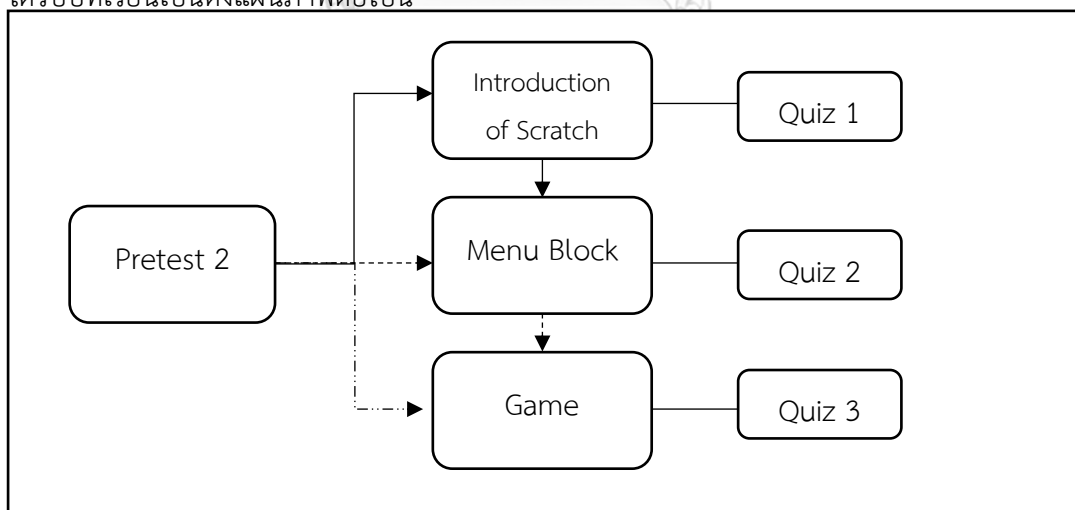 Introduction
of Scratch
Quiz 1
Pretest 2
Menu Block
Quiz 2
Game
Quiz 3